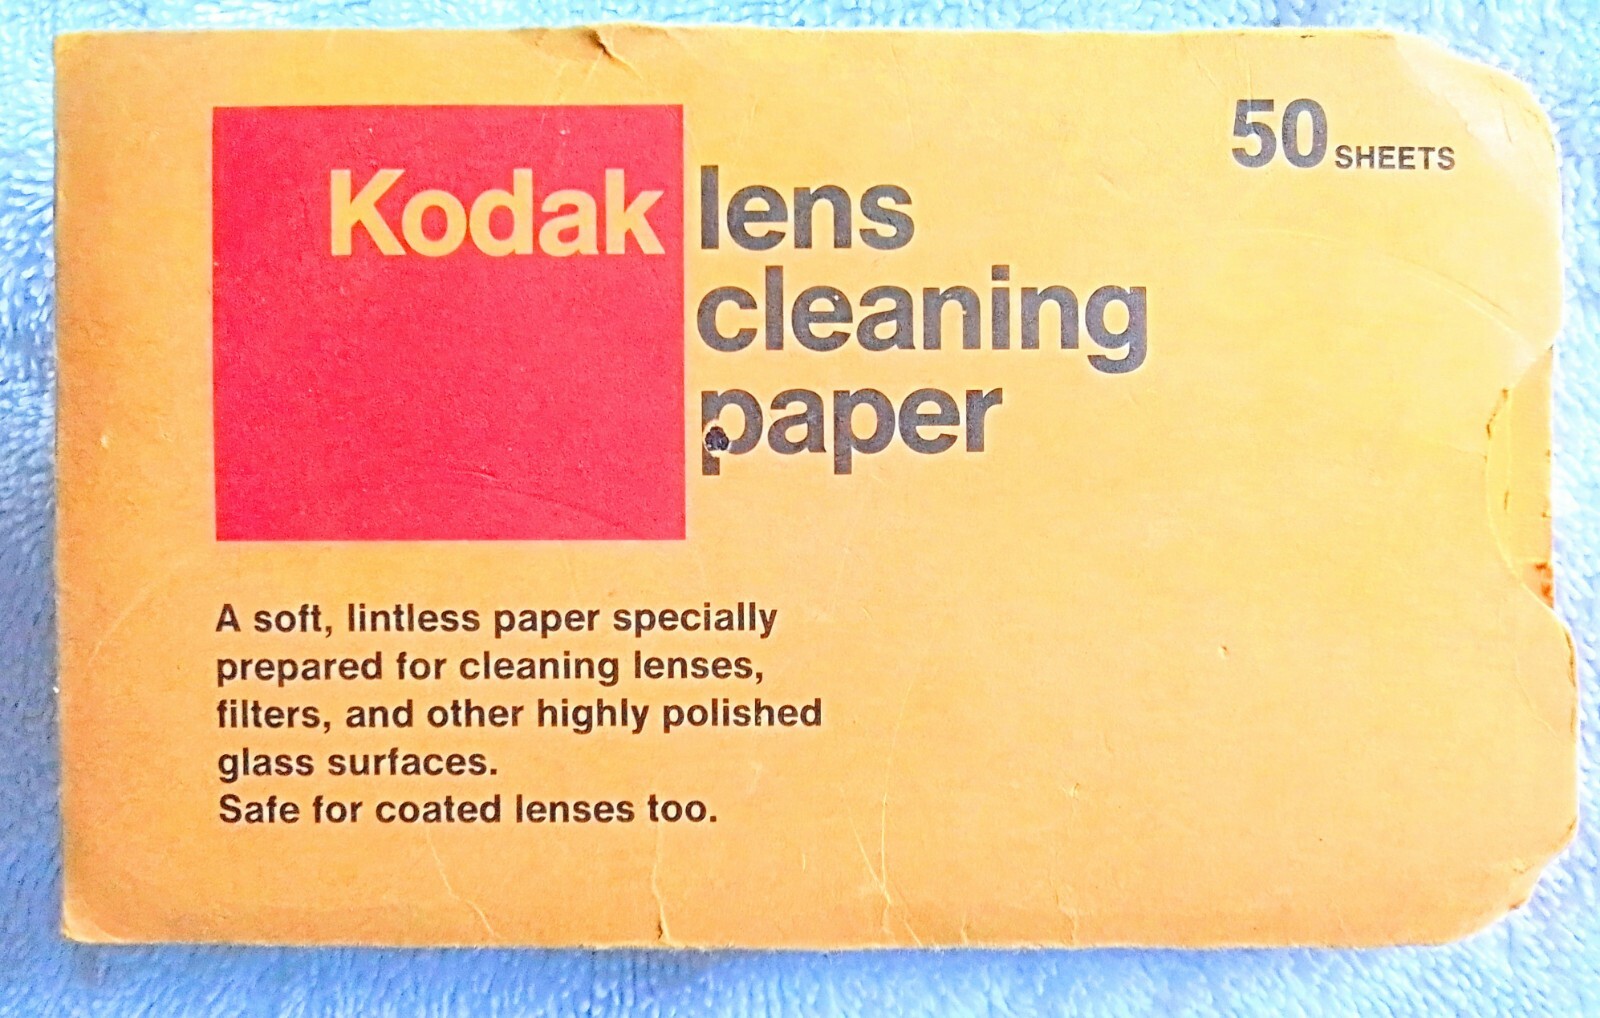 Kodak lens
cleaning
paper
50 SHEETS
A soft, lintless paper specially
prepared for cleaning lenses,
filters, and other highly polished
glass surfaces.
Safe for coated lenses too.